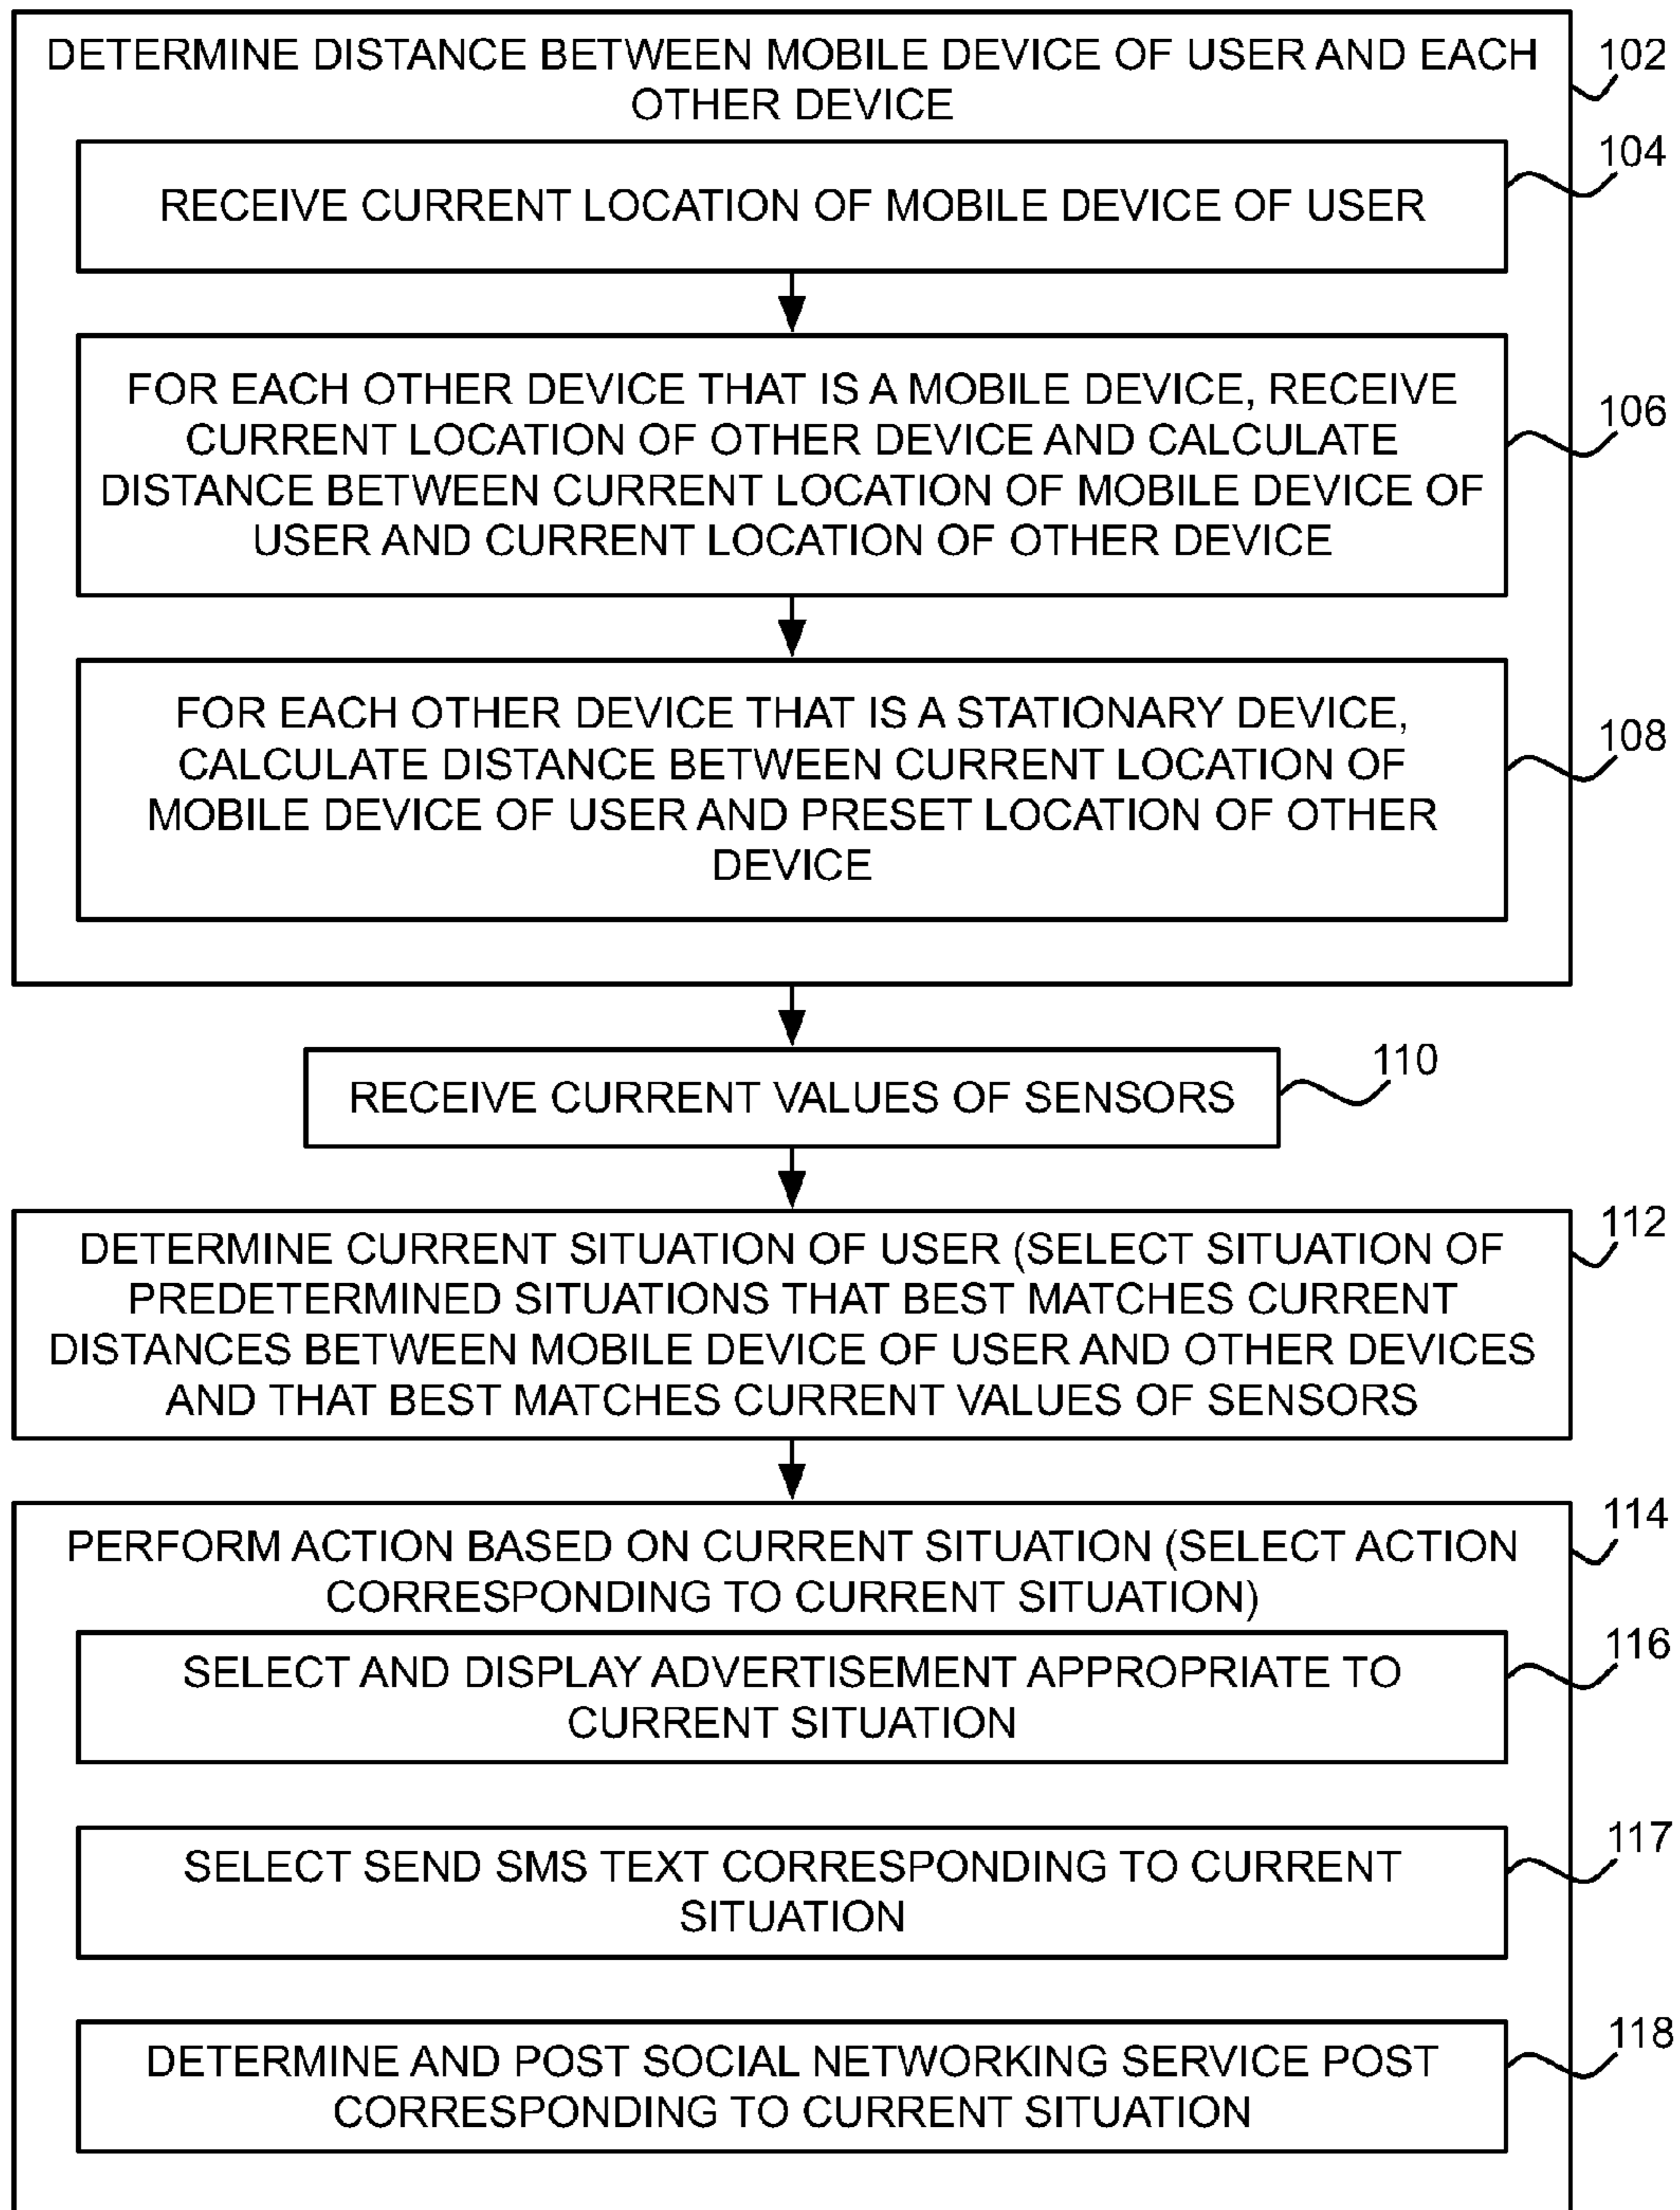 DETERMINE DISTANCE BETWEEN MOBILE DEVICE OF USER AND EACH
OTHER DEVICE
102
RECEIVE CURRENT LOCATION OF MOBILE DEVICE OF USER
104
FOR EACH OTHER DEVICE THAT IS A MOBILE DEVICE, RECEIVE
CURRENT LOCATION OF OTHER DEVICE AND CALCULATE
DISTANCE BETWEEN CURRENT LOCATION OF MOBILE DEVICE OF
USER AND CURRENT LOCATION OF OTHER DEVICE
106
FOR EACH OTHER DEVICE THAT IS A STATIONARY DEVICE,
CALCULATE DISTANCE BETWEEN CURRENT LOCATION OF
MOBILE DEVICE OF USER AND PRESET LOCATION OF OTHER
DEVICE
108
RECEIVE CURRENT VALUES OF SENSORS
110
DETERMINE CURRENT SITUATION OF USER (SELECT SITUATION OF
PREDETERMINED SITUATIONS THAT BEST MATCHES CURRENT
DISTANCES BETWEEN MOBILE DEVICE OF USER AND OTHER DEVICES
AND THAT BEST MATCHES CURRENT VALUES OF SENSORS
112
PERFORM ACTION BASED ON CURRENT SITUATION (SELECT ACTION
CORRESPONDING TO CURRENT SITUATION)
114
SELECT AND DISPLAY ADVERTISEMENT APPROPRIATE TO
CURRENT SITUATION
116
SELECT SEND SMS TEXT CORRESPONDING TO CURRENT
SITUATION
117
DETERMINE AND POST SOCIAL NETWORKING SERVICE POST
CORRESPONDING TO CURRENT SITUATION
118